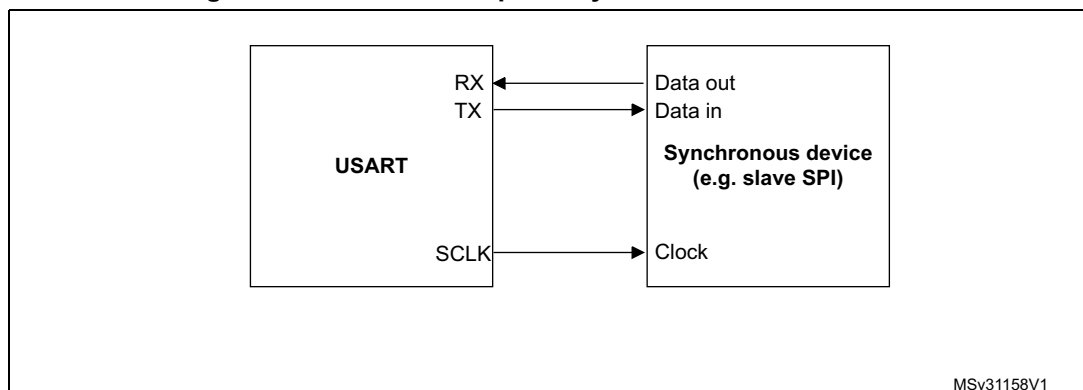 RX
Data out
TX
Data in
USART
Synchronous device
(e.g. slave SPI)
SCLK
Clock
MSv31158V1